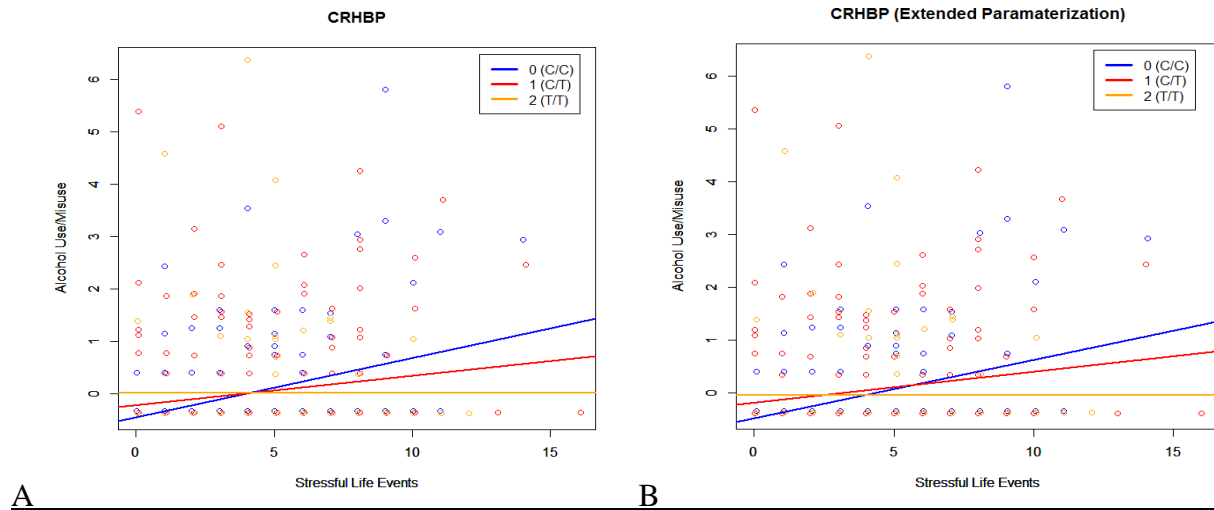 CRHBP
Alcohol Use/Misuse
6
5
4
3
2
1
0
0 (C/C)
1 (C/T)
2 (T/T)
0 5 10 15
Stressful Life Events
A
CRHBP (Extended Paramaterization)
Alcohol Use/Misuse
6
5
4
3
2
1
0
0 (C/C)
1 (C/T)
2 (T/T)
0 5 10 15
Stressful Life Events
B